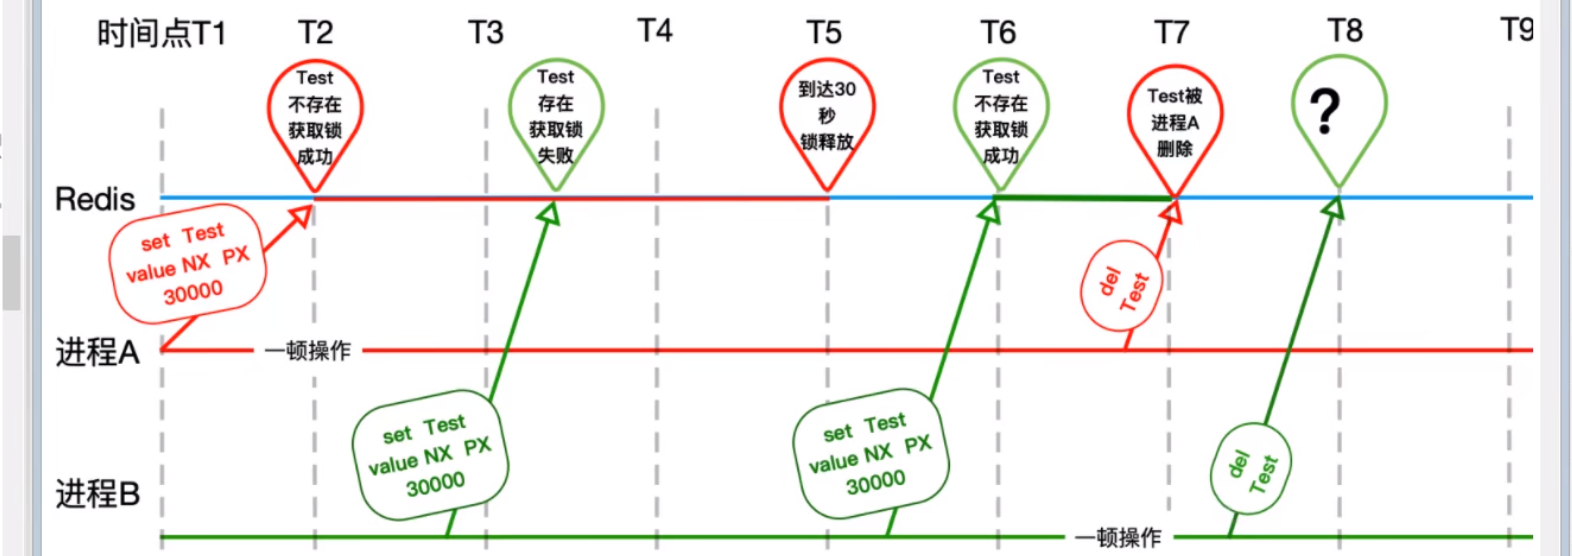 时间点T1 T2 T3 T4 T5 T6 T7 T8 T9
Test
不存在
获取锁
成功
Test
存在
获取锁
失败
到达30
秒
锁释放
Test
不存在
获取锁
成功
Test被
进程A
删除
?
Redis
set Test
value NX PX
30000
del
Test
进程A
一顿操作
set Test
value NX PX
30000
set Test
value NX PX
30000
del
Test
进程B
一顿操作